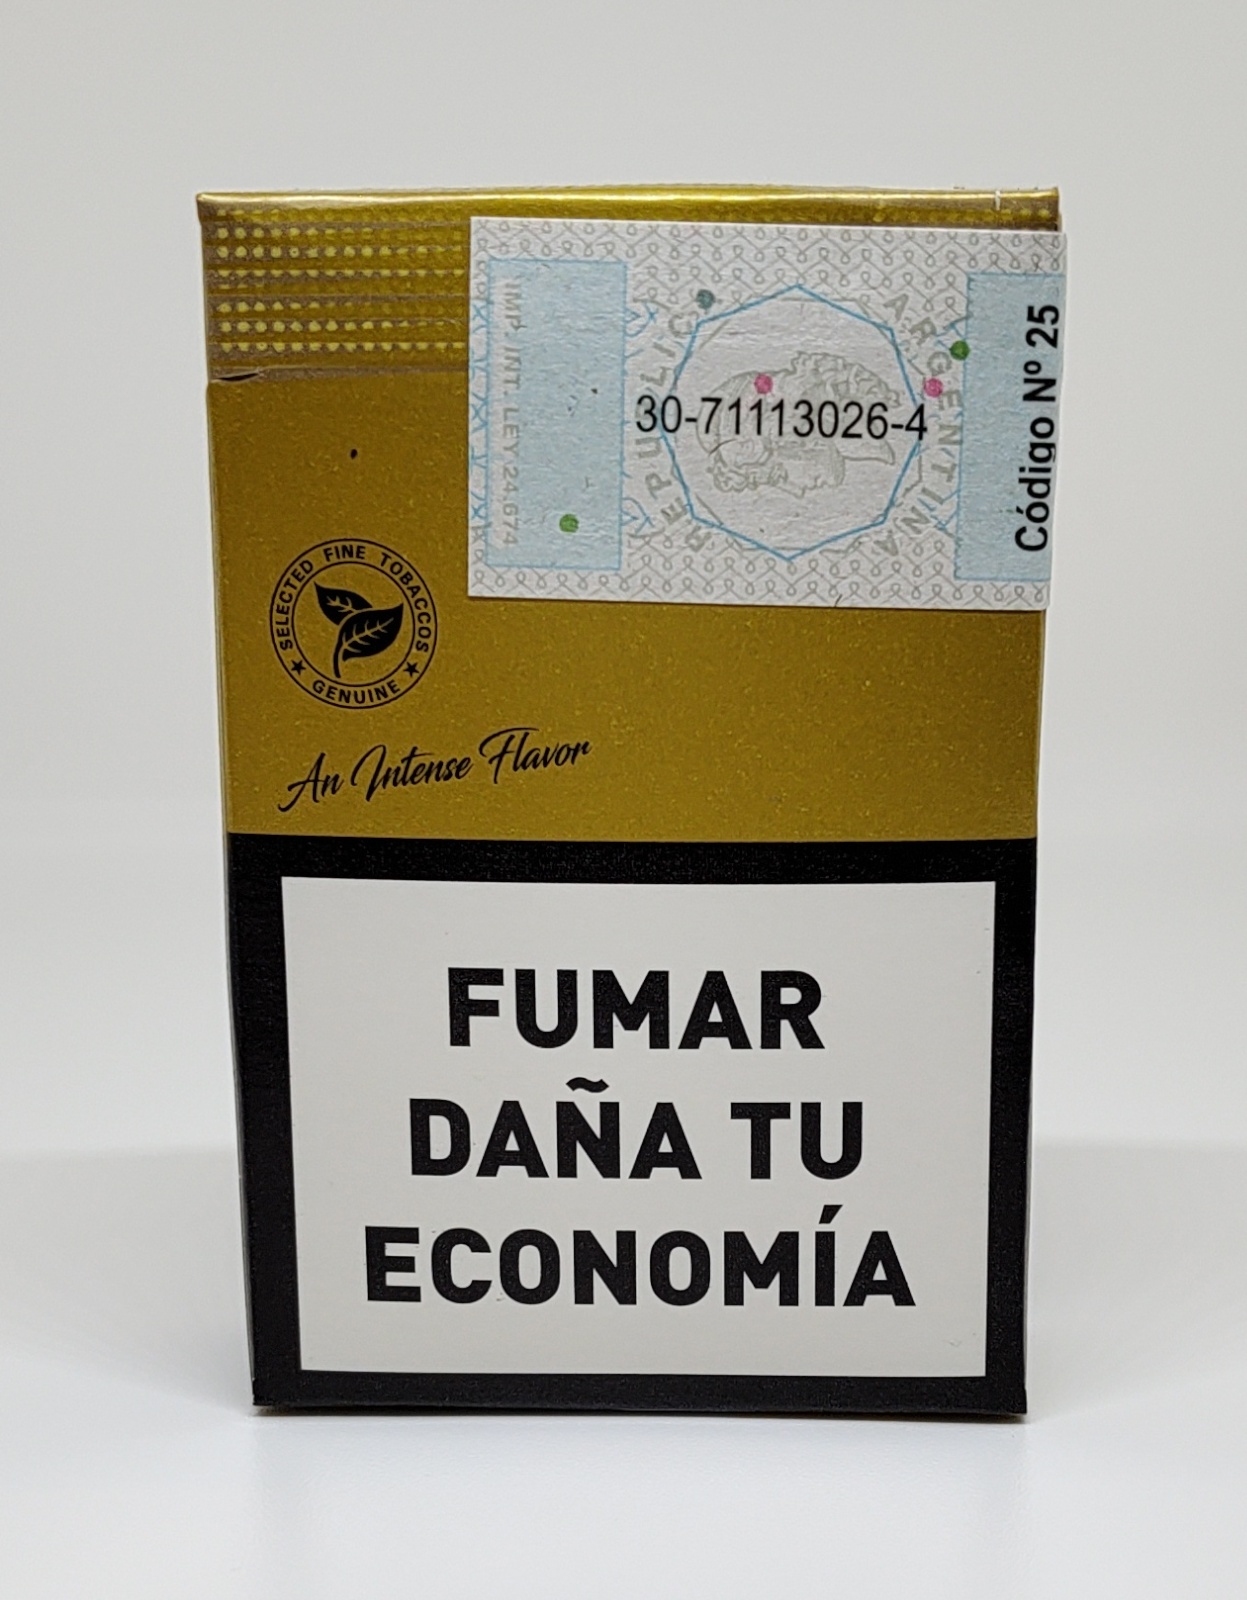 IMP. INT. LEY 24.674
REPUBLICA ARGENTINA
30-71113026-4
Código Nº 25
SELECTED FINE TOBACCOS
GENUINE
An Intense Flavor
FUMAR
DAÑA TU
ECONOMÍA